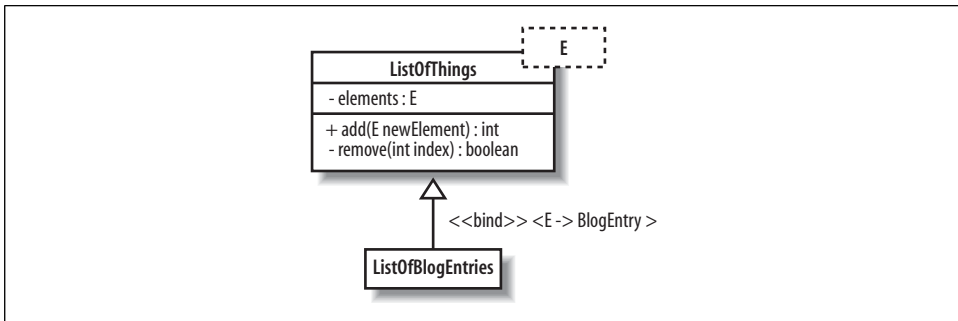 E
ListOfThings
- elements : E
+ add(E newElement) : int
- remove(int index) : boolean
<<bind>> <E -> BlogEntry >
ListOfBlogEntries